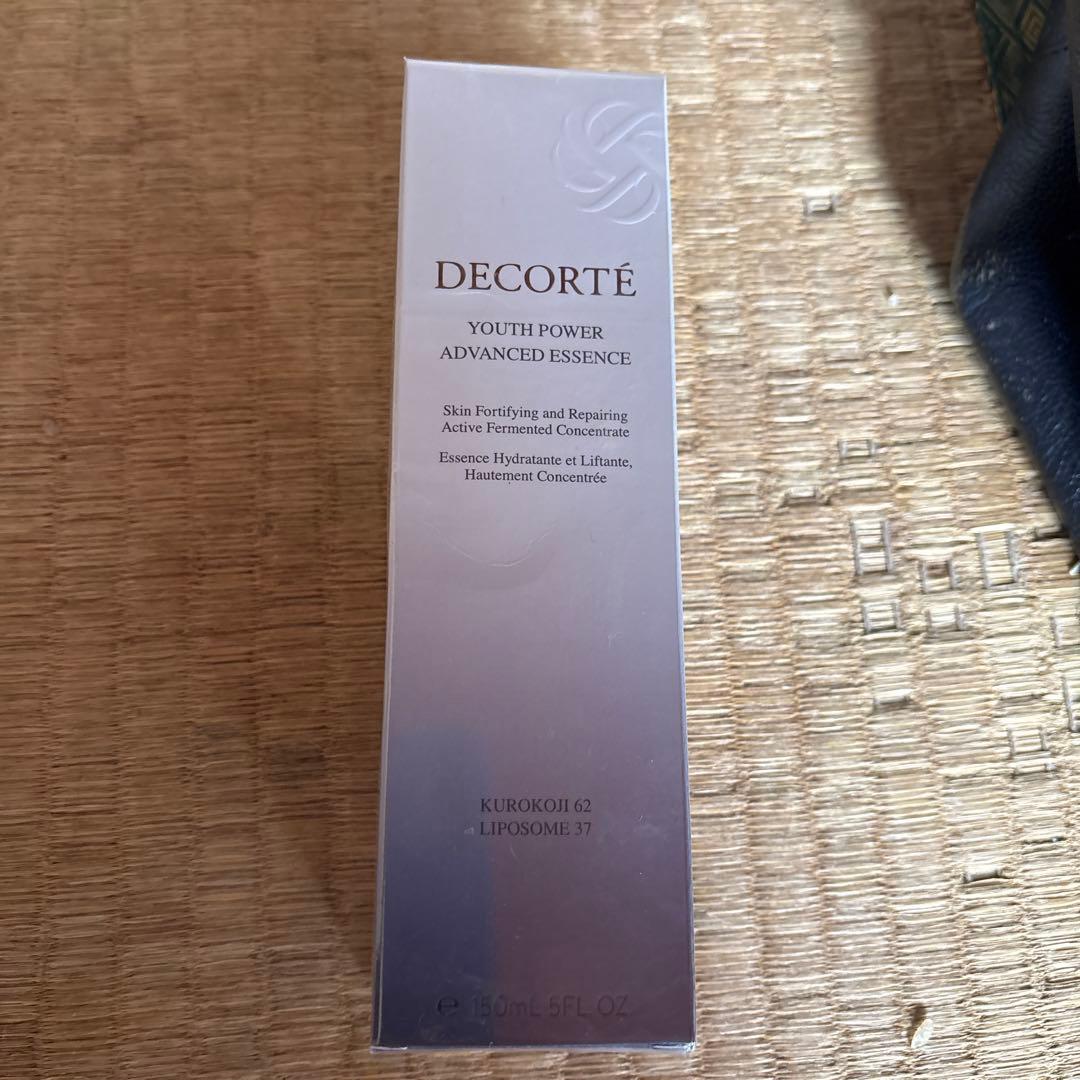 DECORTÉ
YOUTH POWER
ADVANCED ESSENCE
Skin Fortifying and Repairing
Active Fermented Concentrate
Essence Hydratante et Liftante,
Hautement Concentrée
KUROKOJI 62
LIPOSOME 37
℮ 150mL 5FL OZ